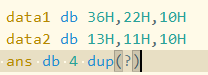 data1 db 36H,22H,10H
data2 db 13H,11H,10H
ans db 4 dup(?)